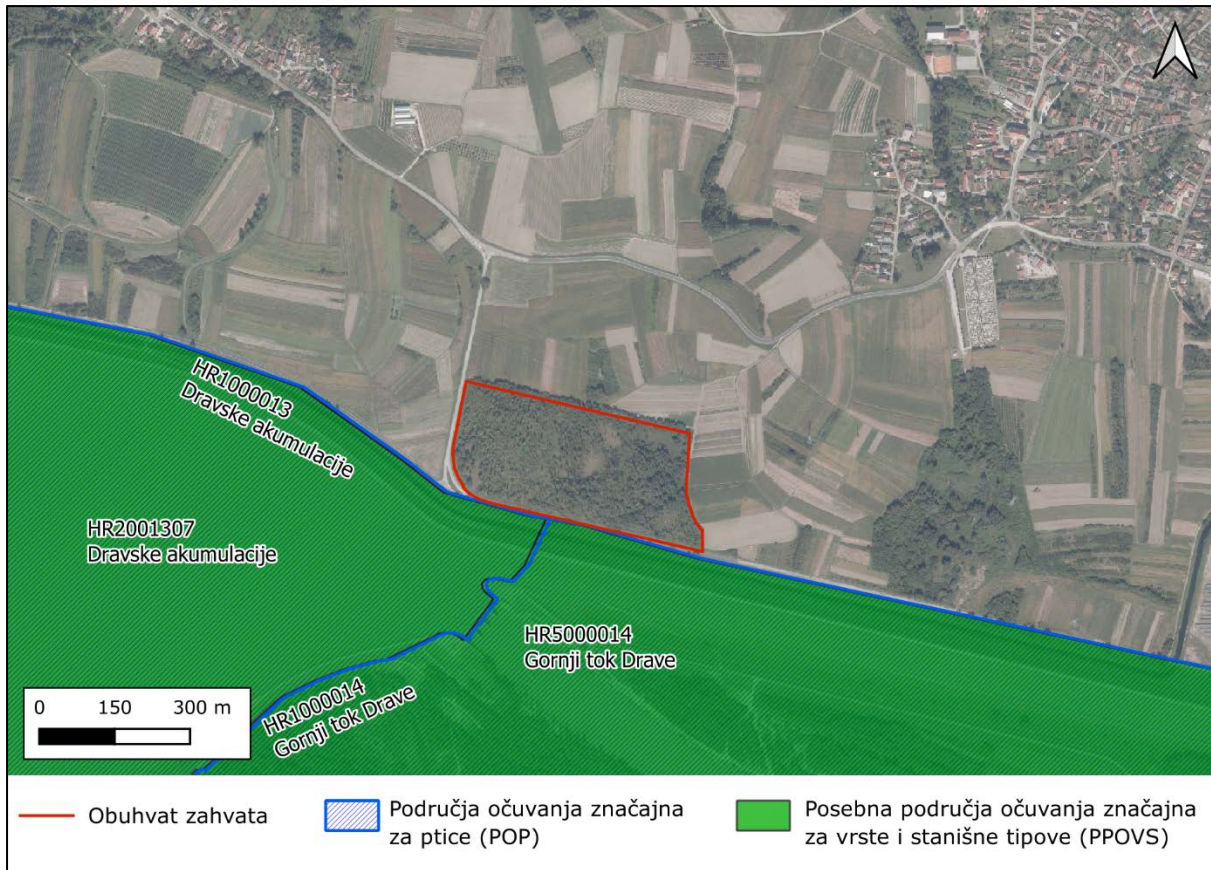 HR1000013
Dravske akumulacije
HR2001307
Dravske akumulacije
HR5000014
Gornji tok Drave
HR1000014
Gornji tok Drave
0 150 300 m
Obuhvat zahvata
Područja očuvanja značajna
za ptice (POP)
Posebna područja očuvanja značajna
za vrste i stanišne tipove (PPOVS)